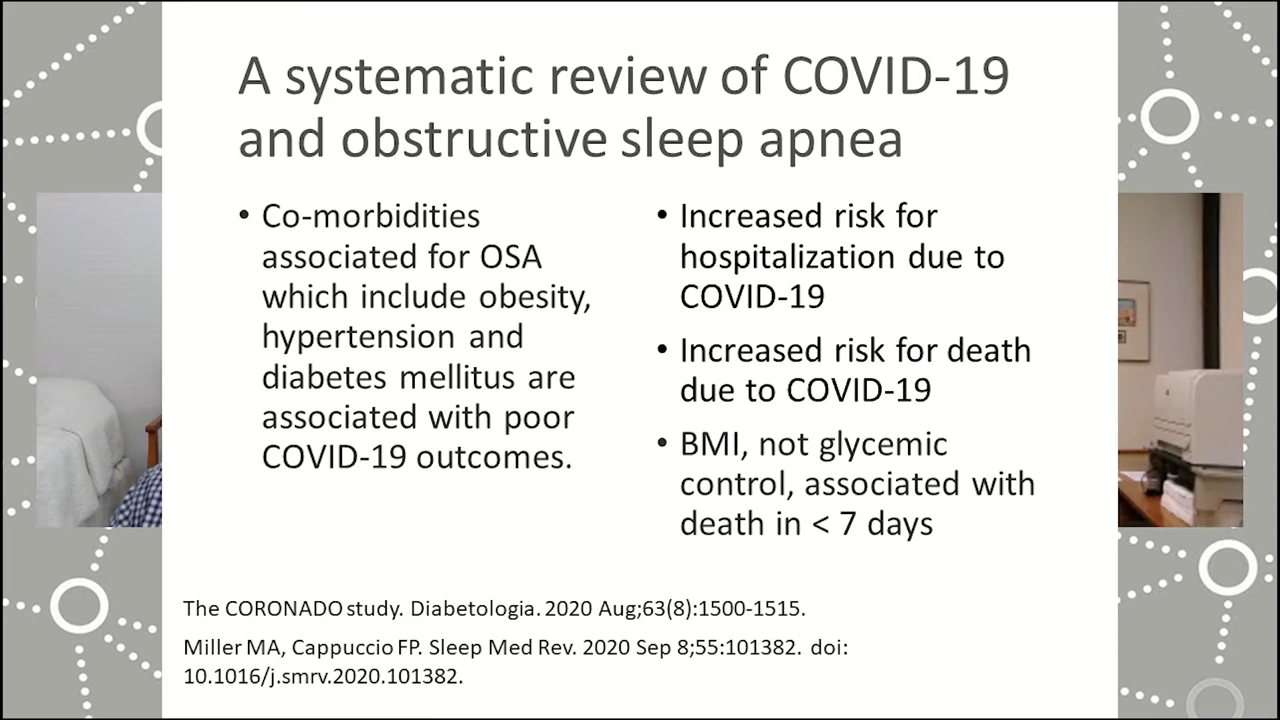 A systematic review of COVID-19
and obstructive sleep apnea
• Co-morbidities
associated for OSA
which include obesity,
hypertension and
diabetes mellitus are
associated with poor
COVID-19 outcomes.
• Increased risk for
hospitalization due to
COVID-19
• Increased risk for death
due to COVID-19
• BMI, not glycemic
control, associated with
death in < 7 days
The CORONADO study. Diabetologia. 2020 Aug;63(8):1500-1515.
Miller MA, Cappuccio FP. Sleep Med Rev. 2020 Sep 8;55:101382. doi:
10.1016/j.smrv.2020.101382.